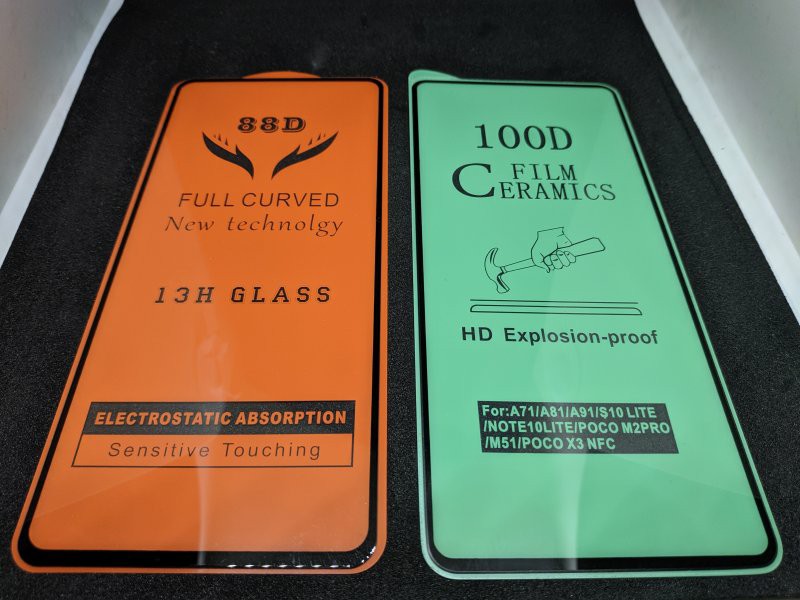 88D
FULL CURVED
New technolgy
13H GLASS
ELECTROSTATIC ABSORPTION
Sensitive Touching
100D
CERAMICS FILM
HD Explosion-proof
For:A71/A81/A91/S10 LITE
/NOTE10LITE/POCO M2PRO
/M51/POCO X3 NFC